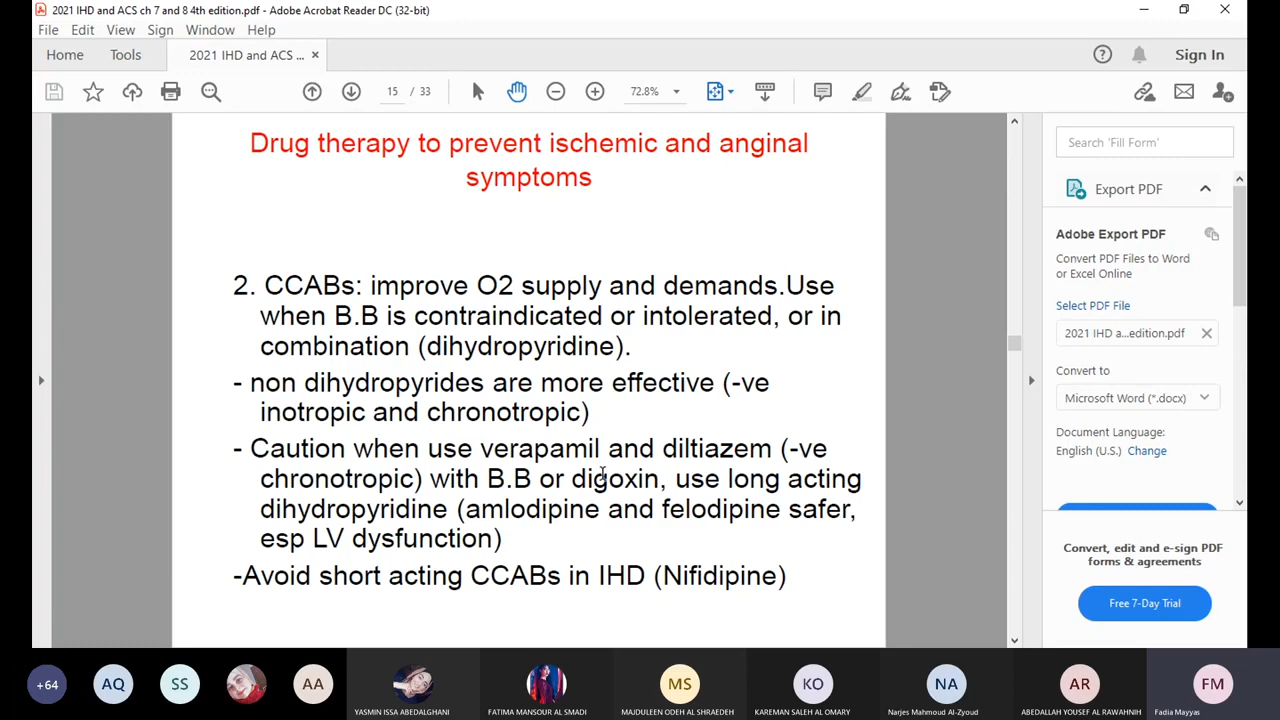 2021 IHD and ACS ch 7 and 8 4th edition.pdf - Adobe Acrobat Reader DC (32-bit)
File Edit View Sign Window Help
Home Tools 2021 IHD and ACS ... × Sign In
15 / 33 72.8%
Drug therapy to prevent ischemic and anginal
symptoms
2. CCABs: improve O2 supply and demands.Use
when B.B is contraindicated or intolerated, or in
combination (dihydropyridine).
- non dihydropyrides are more effective (-ve
inotropic and chronotropic)
- Caution when use verapamil and diltiazem (-ve
chronotropic) with B.B or digoxin, use long acting
dihydropyridine (amlodipine and felodipine safer,
esp LV dysfunction)
-Avoid short acting CCABs in IHD (Nifidipine)
Search 'Fill Form'
Export PDF
Adobe Export PDF
Convert PDF Files to Word
or Excel Online
Select PDF File
2021 IHD a...edition.pdf
Convert to
Microsoft Word (*.docx)
Document Language:
English (U.S.) Change
Convert, edit and e-sign PDF
forms & agreements
Free 7-Day Trial
+64 AQ SS AA MS KO NA AR FM
YASMIN ISSA ABEDALGHANI FATIMA MANSOUR AL SMADI MAJDULEEN ODEH AL SHRAEDEH KAREMAN SALEH AL OMARY Narjes Mahmoud Al-Zyoud ABEDALLAH YOUSEF AL RAWAHNIH Fadia Mayyas